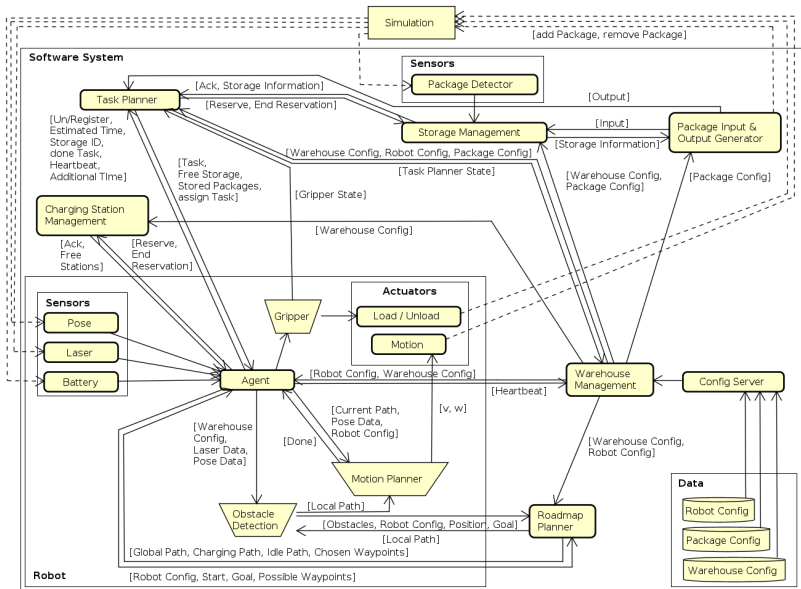 Simulation
[add Package, remove Package]
Software System
Sensors
Package Detector
[Ack, Storage Information]
Task Planner
[Reserve, End Reservation]
[Output]
Storage Management
[Input]
[Storage Information]
Package Input &
Output Generator
[Un/Register,
Estimated Time,
Storage ID,
done Task,
Heartbeat,
Additional TIme]
[Task,
Free Storage,
Stored Packages,
assign Task]
[Warehouse Config, Robot Config, Package Config]
[Task Planner State]
[Gripper State]
[Warehouse Config,
Package Config]
[Package Config]
Charging Station
Management
[Warehouse Config]
[Ack,
Free
Stations]
[Reserve,
End
Reservation]
Sensors
Pose
Laser
Battery
Gripper
Actuators
Load / Unload
Motion
Agent
[Robot Config, Warehouse Config]
[Heartbeat]
Warehouse
Management
Config Server
[Warehouse
Config,
Laser Data,
Pose Data]
[Done]
[Current Path,
Pose Data,
Robot Config]
[v, w]
[Warehouse Config,
Robot Config]
Motion Planner
[Local Path]
Obstacle
Detection
[Obstacles, Robot Config, Position, Goal]
[Local Path]
Roadmap
Planner
Data
Robot Config
Package Config
Warehouse Config
[Global Path, Charging Path, Idle Path, Chosen Waypoints]
Robot
[Robot Config, Start, Goal, Possible Waypoints]